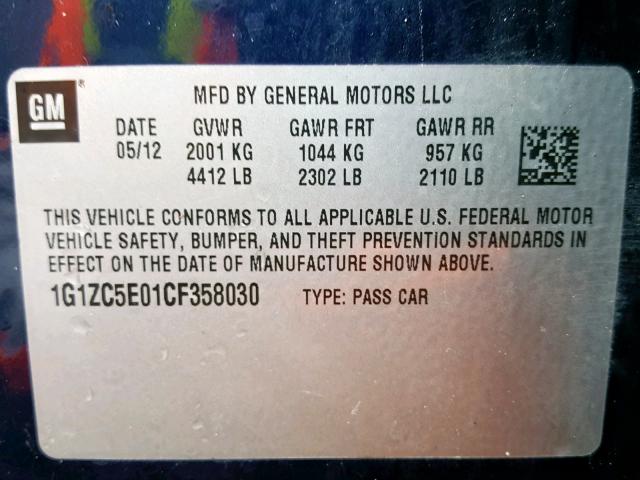 GM ®
MFD BY GENERAL MOTORS LLC
DATE GVWR GAWR FRT GAWR RR
05/12 2001 KG 1044 KG 957 KG
4412 LB 2302 LB 2110 LB
THIS VEHICLE CONFORMS TO ALL APPLICABLE U.S. FEDERAL MOTOR
VEHICLE SAFETY, BUMPER, AND THEFT PREVENTION STANDARDS IN
EFFECT ON THE DATE OF MANUFACTURE SHOWN ABOVE.
1G1ZC5E01CF358030 TYPE: PASS CAR